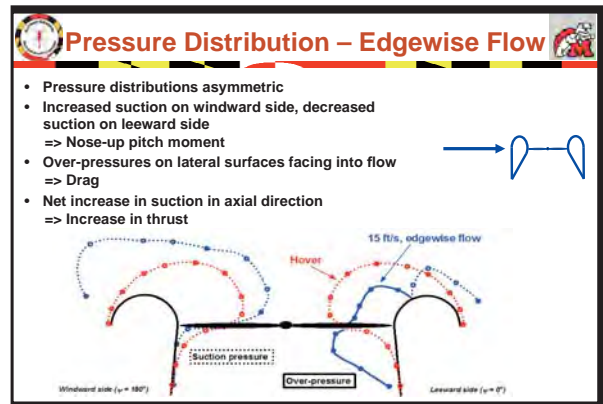 Pressure Distribution – Edgewise Flow
• Pressure distributions asymmetric
• Increased suction on windward side, decreased
suction on leeward side
=> Nose-up pitch moment
• Over-pressures on lateral surfaces facing into flow
=> Drag
• Net increase in suction in axial direction
=> Increase in thrust
15 ft/s, edgewise flow
Hover
Suction pressure
Over-pressure
Windward side (ψ = 180°)
Leeward side (ψ = 0°)